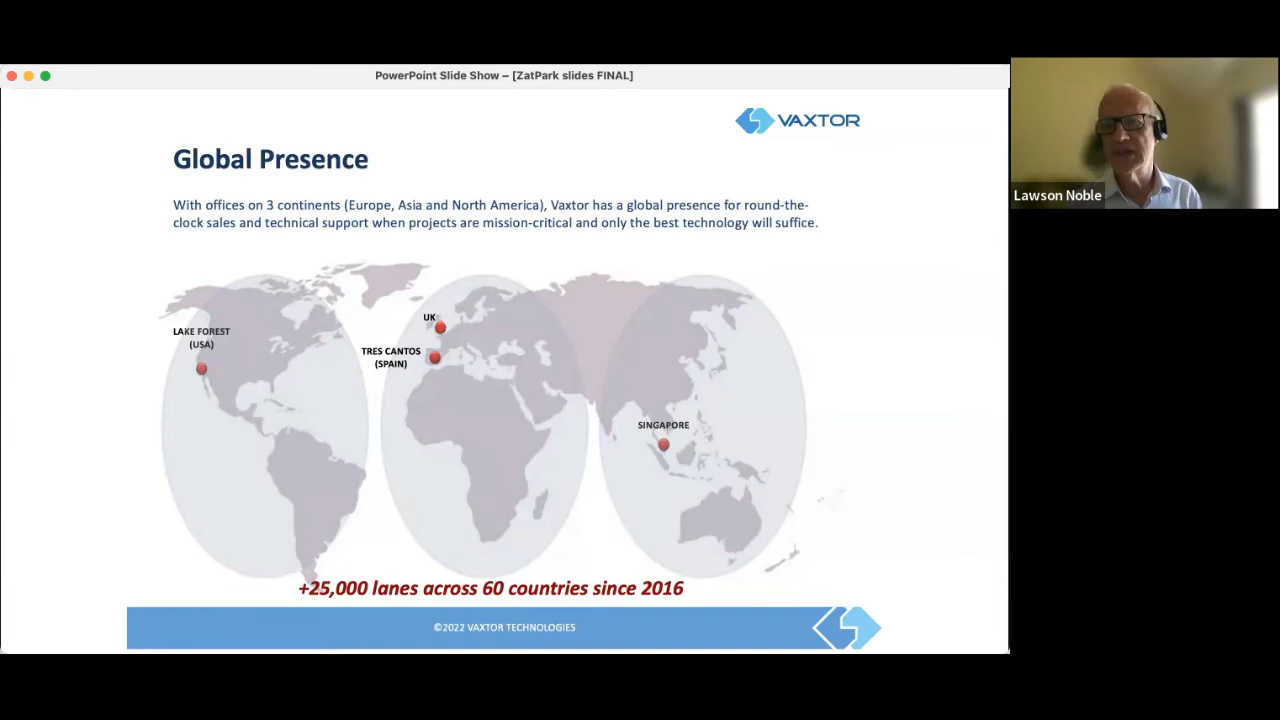 PowerPoint Slide Show – [ZatPark slides FINAL]
VAXTOR
Global Presence
With offices on 3 continents (Europe, Asia and North America), Vaxtor has a global presence for round-the-
clock sales and technical support when projects are mission-critical and only the best technology will suffice.
LAKE FOREST
(USA)
UK
TRES CANTOS
(SPAIN)
SINGAPORE
+25,000 lanes across 60 countries since 2016
©2022 VAXTOR TECHNOLOGIES
Lawson Noble